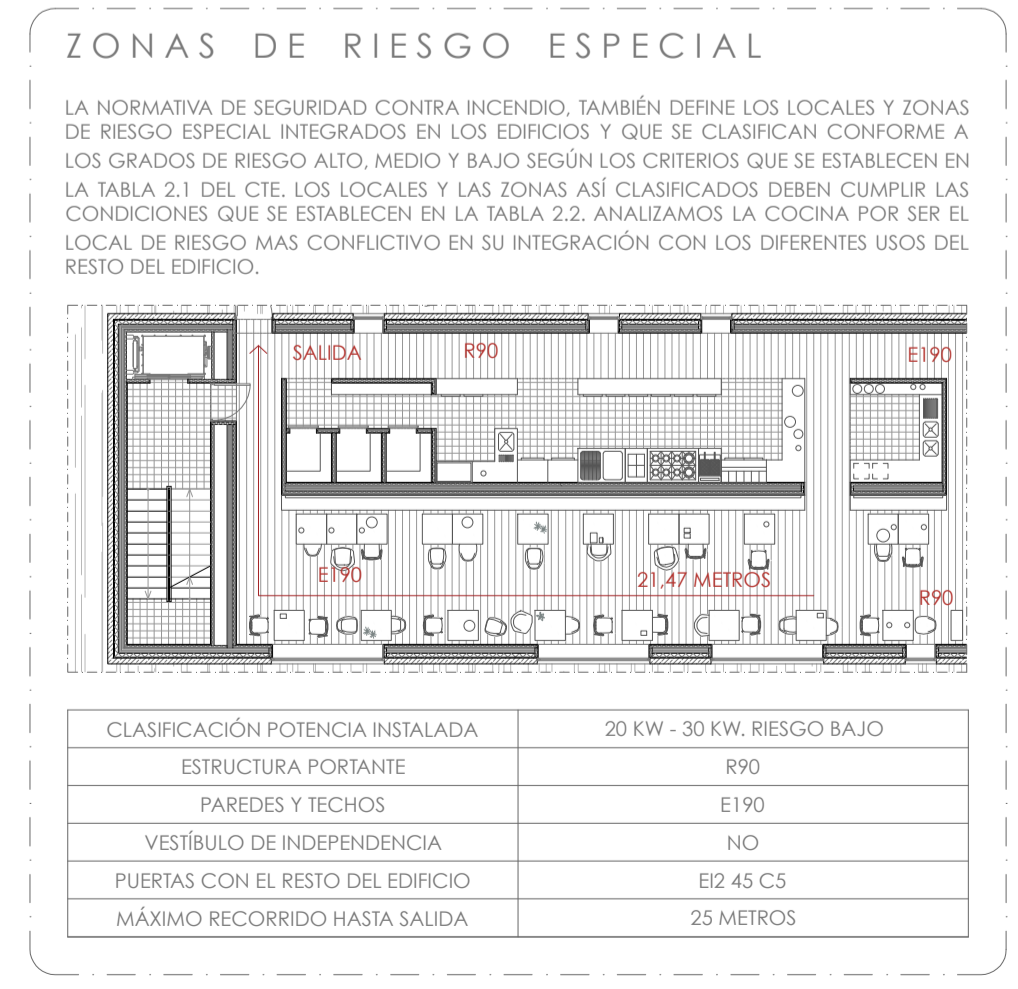 ZONAS DE RIESGO ESPECIAL
LA NORMATIVA DE SEGURIDAD CONTRA INCENDIO, TAMBIÉN DEFINE LOS LOCALES Y ZONAS
DE RIESGO ESPECIAL INTEGRADOS EN LOS EDIFICIOS Y QUE SE CLASIFICAN CONFORME A
LOS GRADOS DE RIESGO ALTO, MEDIO Y BAJO SEGÚN LOS CRITERIOS QUE SE ESTABLECEN EN
LA TABLA 2.1 DEL CTE. LOS LOCALES Y LAS ZONAS ASÍ CLASIFICADOS DEBEN CUMPLIR LAS
CONDICIONES QUE SE ESTABLECEN EN LA TABLA 2.2. ANALIZAMOS LA COCINA POR SER EL
LOCAL DE RIESGO MAS CONFLICTIVO EN SU INTEGRACIÓN CON LOS DIFERENTES USOS DEL
RESTO DEL EDIFICIO.
SALIDA
R90
E190
E190
21,47 METROS
R90
CLASIFICACIÓN POTENCIA INSTALADA 20 KW - 30 KW. RIESGO BAJO
ESTRUCTURA PORTANTE R90
PAREDES Y TECHOS E190
VESTÍBULO DE INDEPENDENCIA NO
PUERTAS CON EL RESTO DEL EDIFICIO EI2 45 C5
MÁXIMO RECORRIDO HASTA SALIDA 25 METROS